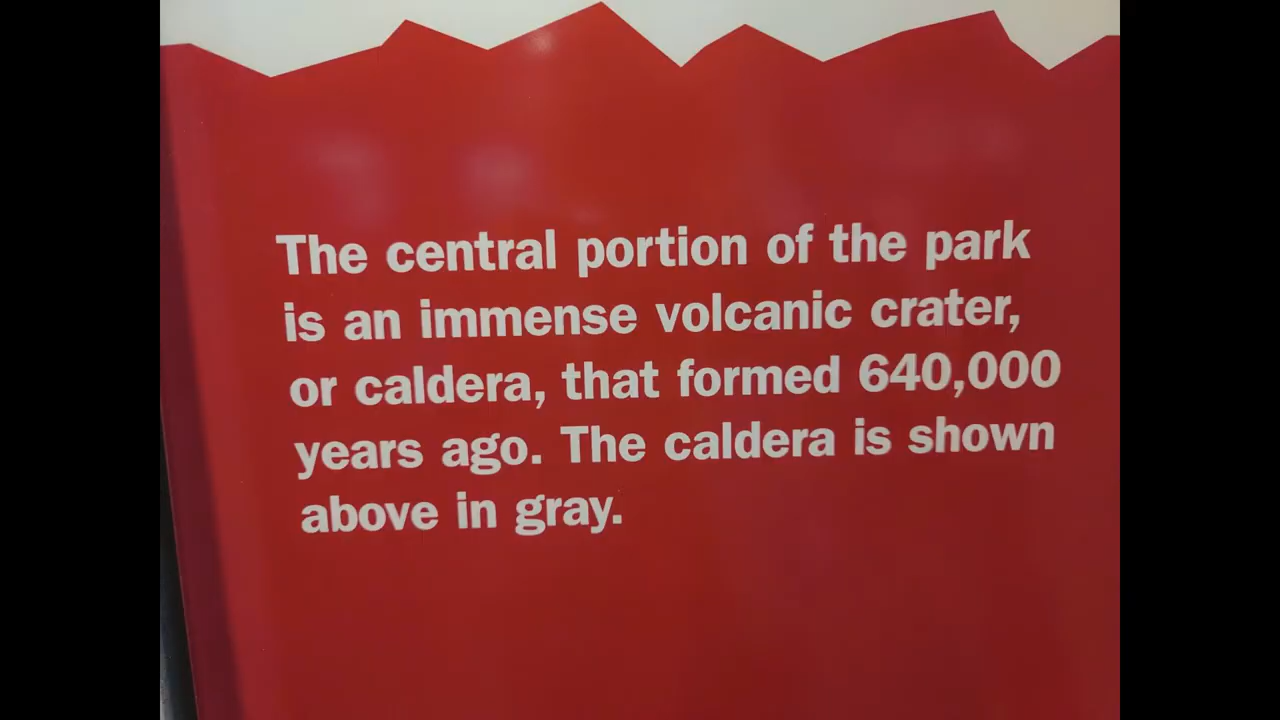 The central portion of the park
is an immense volcanic crater,
or caldera, that formed 640,000
years ago. The caldera is shown
above in gray.